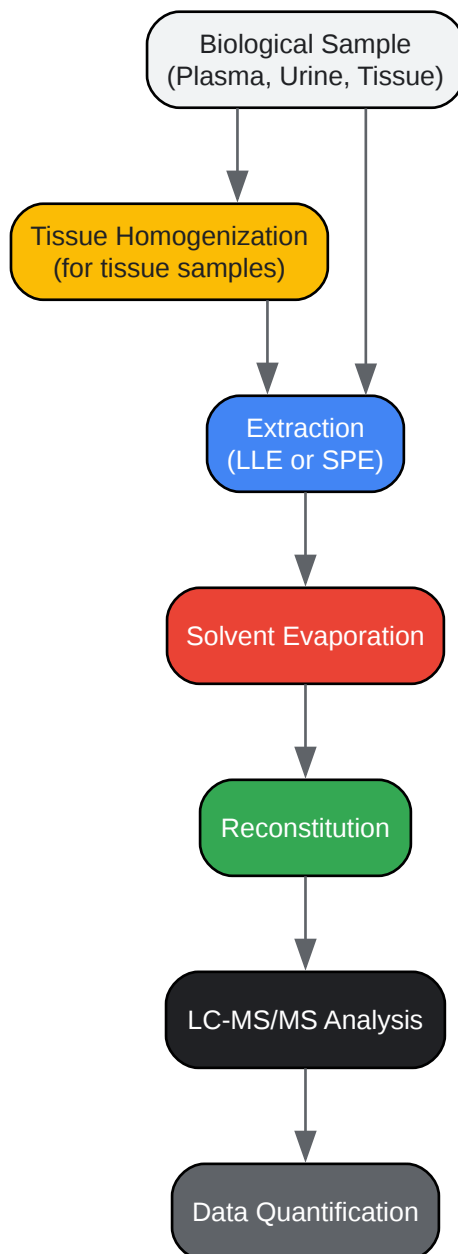 Biological Sample
(Plasma, Urine, Tissue)
Tissue Homogenization
(for tissue samples)
Extraction
(LLE or SPE)
Solvent Evaporation
Reconstitution
LC-MS/MS Analysis
Data Quantification